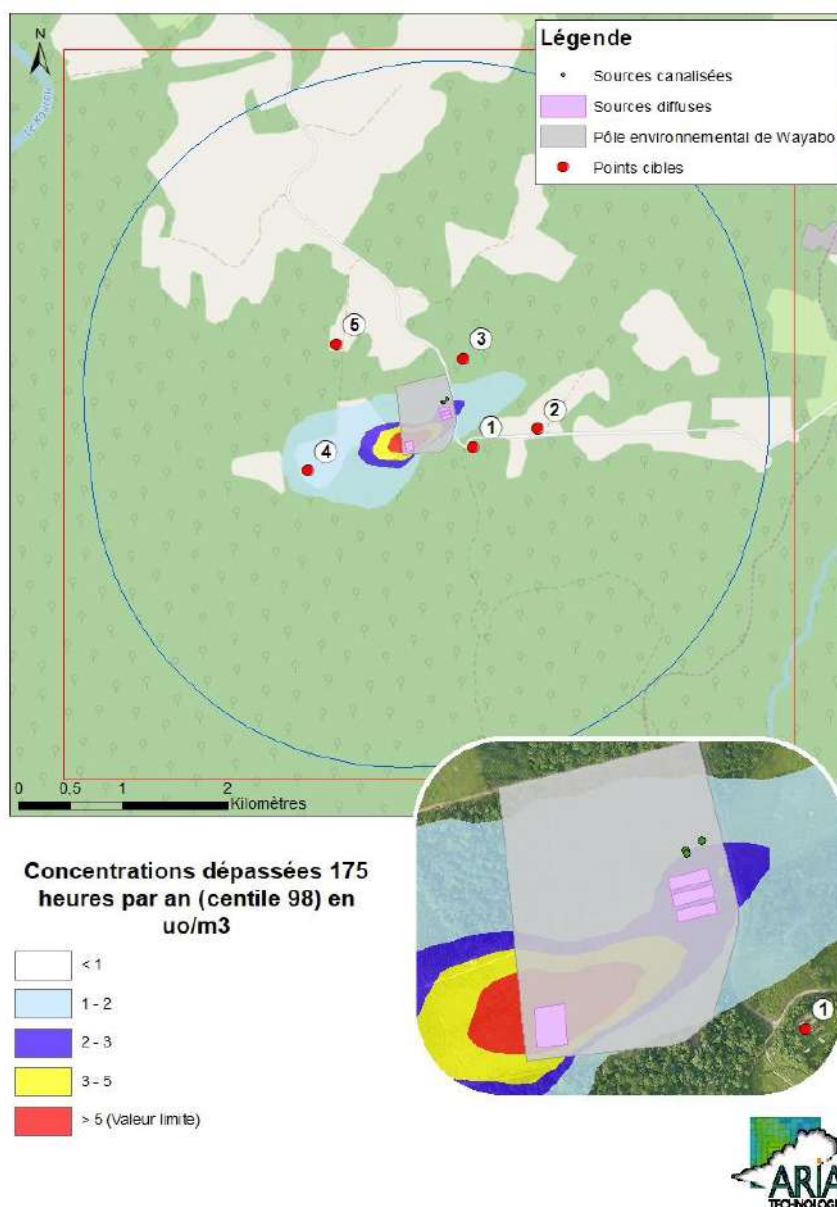 N
Légende
Sources canalisées
Sources diffuses
Pôle environnemental de Wayabo
Points cibles
5
3
2
1
4
0 0,5 1 2
Kilomètres
Concentrations dépassées 175
heures par an (centile 98) en
uo/m3
< 1
1 - 2
2 - 3
3 - 5
> 5 (Valeur limite)
1
ARIA
TECHNOLOGI